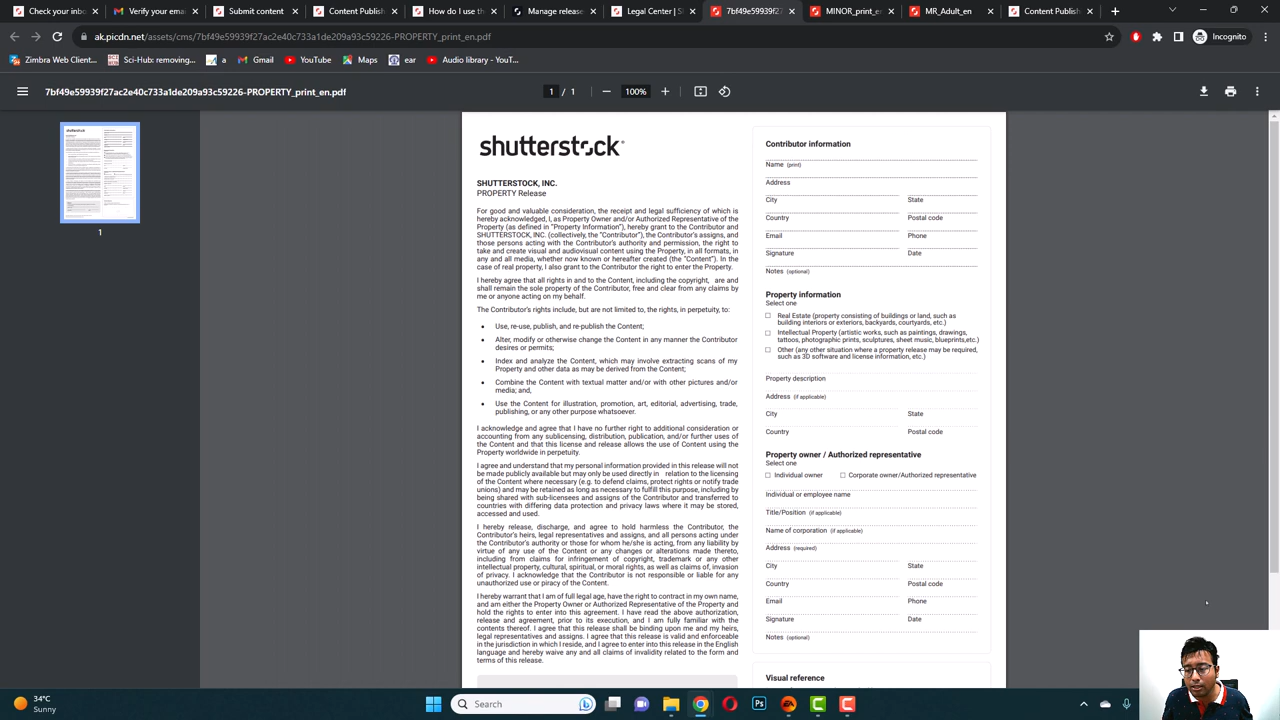 Submit
Shutterst
Submit conte
Content Publish
How do I use th
Manage release
Legal Center | S
7bf49e59939f2
MINOR_print_e
MR_Adult_en
Content Publish
ak.picdn.net/assets/cms/7bf49e59939f27ac2e40c733a1de209a93c59226-PROPERTY_print_en.pdf
Incognito
Zimbra Web Client...
Sci-Hub: removing...
a
Gmail
YouTube
Maps
ear
Audio library - YouT...
7bf49e59939f27ac2e40c733a1de209a93c59226-PROPERTY_print_en.pdf
1 / 1
100%
1
shutterstock
SHUTTERSTOCK, INC.
PROPERTY Release
For good and valuable consideration, the receipt and legal sufficiency of which is
hereby acknowledged, I, as Property Owner and/or Authorized Representative of the
Property (as defined in "Property Information"), hereby grant to the Contributor and
SHUTTERSTOCK, INC. (collectively, the "Contributor"), the Contributor's assigns, and
those persons acting with the Contributor's authority and permission, the right to
take and create visual and audiovisual content using the Property, in all formats, in
any and all media, whether now known or hereafter created (the "Content"). In the
case of real property, I also grant to the Contributor the right to enter the Property.
I hereby agree that all rights in and to the Content, including the copyright, are and
shall remain the sole property of the Contributor, free and clear from any claims by
me or anyone acting on my behalf.
The Contributor's rights include, but are not limited to, the rights, in perpetuity, to:
• Use, re-use, publish, and re-publish the Content;
• Alter, modify or otherwise change the Content in any manner the Contributor
desires or permits;
• Index and analyze the Content, which may involve extracting scans of my
Property and other data as may be derived from the Content;
• Combine the Content with textual matter and/or with other pictures and/or
media; and,
• Use the Content for illustration, promotion, art, editorial, advertising, trade,
publishing, or any other purpose whatsoever.
I acknowledge and agree that I have no further right to additional consideration or
accounting from any sublicensing, distribution, publication, and/or further uses of
the Content and that this license and release allows the use of Content using the
Property worldwide in perpetuity.
I agree and understand that my personal information provided in this release will not
be made publicly available but may only be used directly in relation to the licensing
of the Content where necessary (e.g. to defend claims, protect rights or notify trade
unions) and may be retained as long as necessary to fulfill this purpose, including by
being shared with sub-licensees and assigns of the Contributor and transferred to
countries with differing data protection and privacy laws where it may be stored,
accessed and used.
I hereby release, discharge, and agree to hold harmless the Contributor, the
Contributor's heirs, legal representatives and assigns, and all persons acting under
the Contributor's authority or those for whom he/she is acting, from any liability by
virtue of any use of the Content or any changes or alterations made thereto,
including from claims for infringement of copyright, trademark or any other
intellectual property, cultural, spiritual, or moral rights, as well as claims of, invasion
of privacy. I acknowledge that the Contributor is not responsible or liable for any
unauthorized use or piracy of the Content.
I hereby warrant that I am of full legal age, have the right to contract in my own name,
and am either the Property Owner or Authorized Representative of the Property and
hold the rights to enter into this agreement. I have read the above authorization,
release and agreement, prior to its execution, and I am fully familiar with the
contents thereof. I agree that this release shall be binding upon me and my heirs,
legal representatives and assigns. I agree that this release is valid and enforceable
in the jurisdiction in which I reside, and I agree to enter into this release in the English
language and hereby waive any and all claims of invalidity related to the form and
terms of this release.
Contributor information
Name (print)
Address
City State
Country Postal code
Email Phone
Signature Date
Notes (optional)
Property information
Select one
Real Estate (property consisting of buildings or land, such as
building interiors or exteriors, backyards, courtyards, etc.)
Intellectual Property (artistic works, such as paintings, drawings,
tattoos, photographic prints, sculptures, sheet music, blueprints,etc.)
Other (any other situation where a property release may be required,
such as 3D software and license information, etc.)
Property description
Address (if applicable)
City State
Country Postal code
Property owner / Authorized representative
Select one
Individual owner Corporate owner/Authorized representative
Individual or employee name
Title/Position (if applicable)
Name of corporation (if applicable)
Address (required)
City State
Country Postal code
Email Phone
Signature Date
Notes (optional)
Visual reference
34°C
Sunny
Search